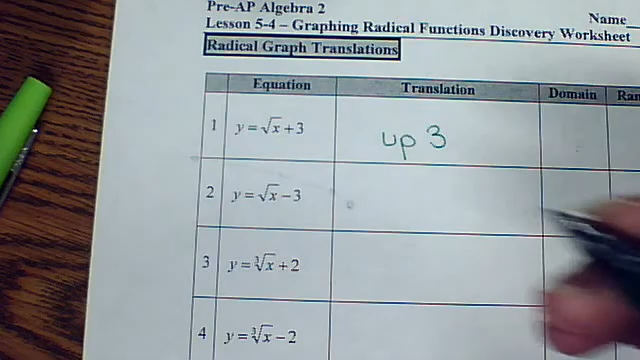 Pre-AP Algebra 2
Name
Lesson 5-4 – Graphing Radical Functions Discovery Worksheet
Radical Graph Translations
Equation Translation Domain Ran
1 y = √x + 3 up 3
2 y = √x − 3
3 y = ∛x + 2
4 y = ∛x − 2